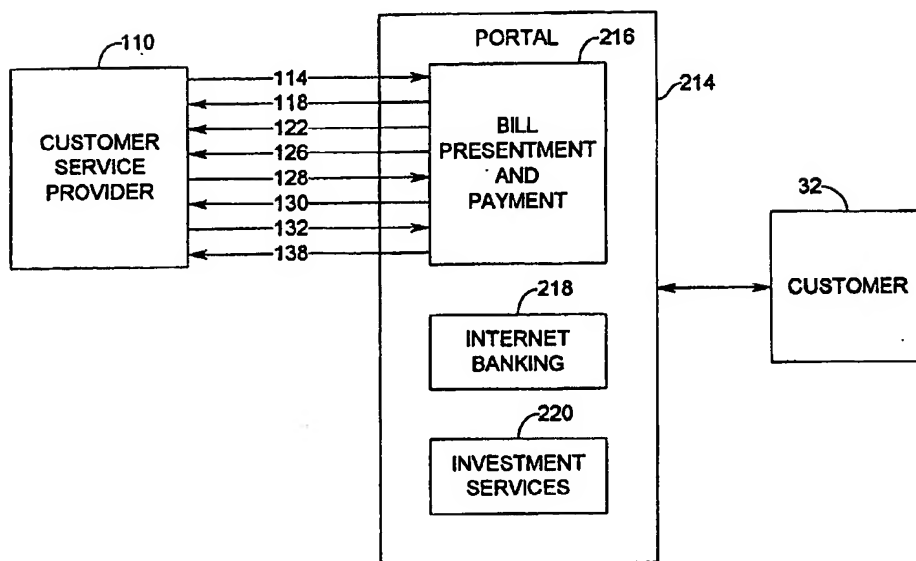 110
CUSTOMER
SERVICE
PROVIDER
114
118
122
126
128
130
132
138
PORTAL
216
214
BILL
PRESENTMENT
AND
PAYMENT
218
INTERNET
BANKING
220
INVESTMENT
SERVICES
32
CUSTOMER